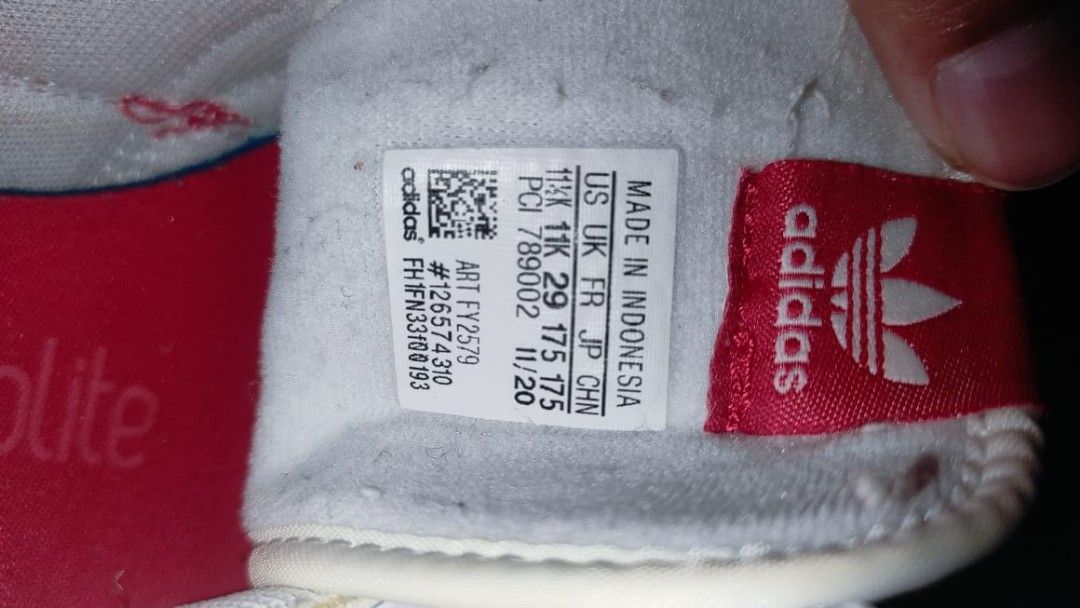 MADE IN INDONESIA
US UK FR JP CHN
11½K 11K 29 175 175
PCI 789002 11/20
adidas®
ART FY2579
#126574310
FH1FN33f00193
adidas
olite